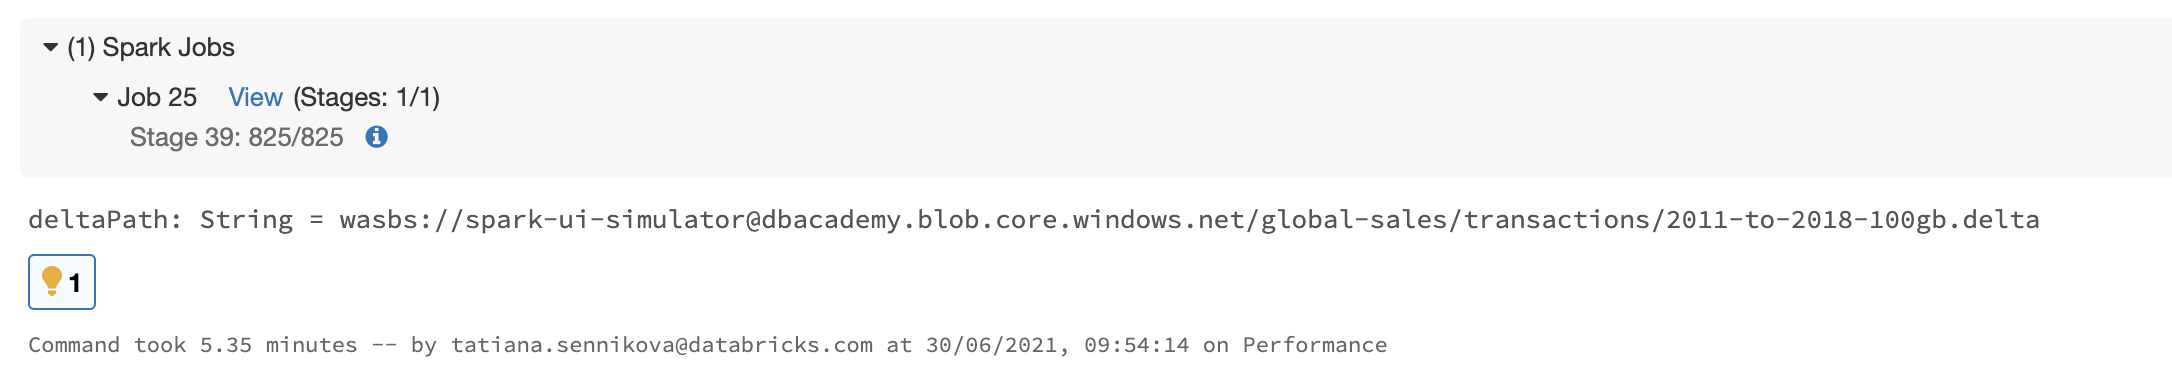 (1) Spark Jobs
Job 25 View (Stages: 1/1)
Stage 39: 825/825
deltaPath: String = wasbs://spark-ui-simulator@dbacademy.blob.core.windows.net/global-sales/transactions/2011-to-2018-100gb.delta
1
Command took 5.35 minutes -- by tatiana.sennikova@databricks.com at 30/06/2021, 09:54:14 on Performance